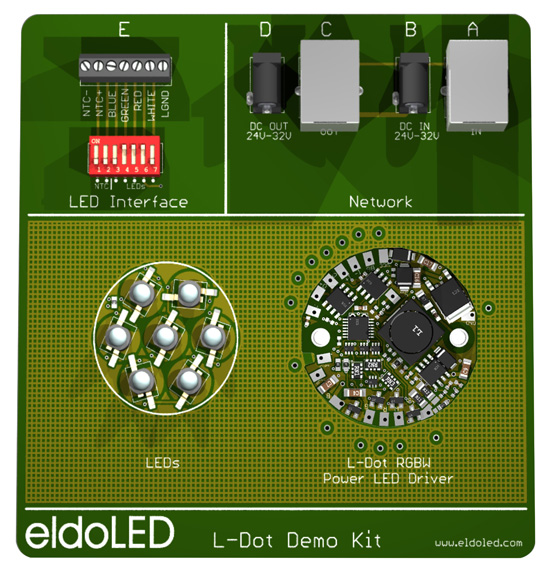 E
D
C
B
A
NTC-
NTC+
BLUE
GREEN
RED
WHITE
LGND
ON
1 2 3 4 5 6 7
NTC
LEDs
LED Interface
DC OUT
24V-32V
OUT
DC IN
24V-32V
IN
Network
L1
LEDs
L-Dot RGBW
Power LED Driver
eldoLED
L-Dot Demo Kit
www.eldoled.com